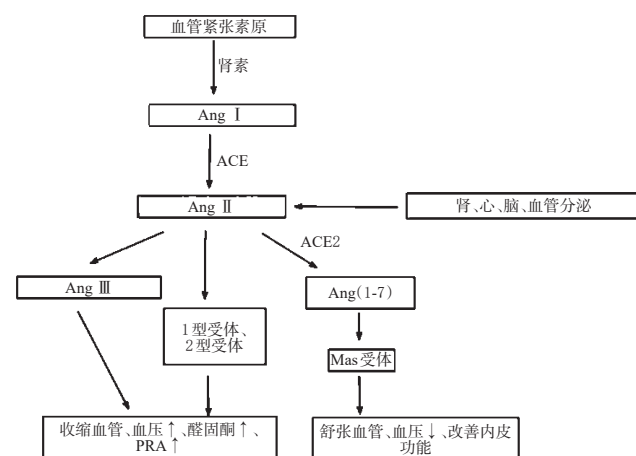 血管紧张素原
肾素
Ang Ⅰ
ACE
Ang Ⅱ
肾、心、脑、血管分泌
ACE2
Ang Ⅲ
Ang(1-7)
1型受体、
2型受体
Mas受体
收缩血管、血压↑、醛固酮↑、
PRA↑
舒张血管、血压↓、改善内皮
功能